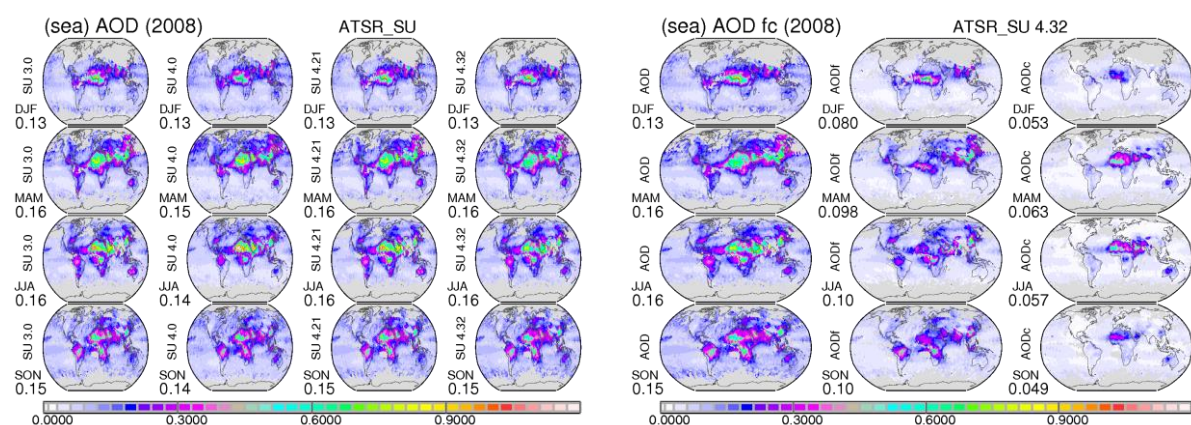 (sea) AOD (2008) ATSR_SU
SU 3.0 SU 4.0 SU 4.21 SU 4.32
DJF DJF DJF DJF
0.13 0.13 0.13 0.13
SU 3.0 SU 4.0 SU 4.21 SU 4.32
MAM MAM MAM MAM
0.16 0.15 0.16 0.16
SU 3.0 SU 4.0 SU 4.21 SU 4.32
JJA JJA JJA JJA
0.16 0.14 0.16 0.16
SU 3.0 SU 4.0 SU 4.21 SU 4.32
SON SON SON SON
0.15 0.14 0.15 0.15
0.0000 0.3000 0.6000 0.9000
(sea) AOD fc (2008) ATSR_SU 4.32
AOD AODf AODc
DJF DJF DJF
0.13 0.080 0.053
AOD AODf AODc
MAM MAM MAM
0.16 0.098 0.063
AOD AODf AODc
JJA JJA JJA
0.16 0.10 0.057
AOD AODf AODc
SON SON SON
0.15 0.10 0.049
0.0000 0.3000 0.6000 0.9000